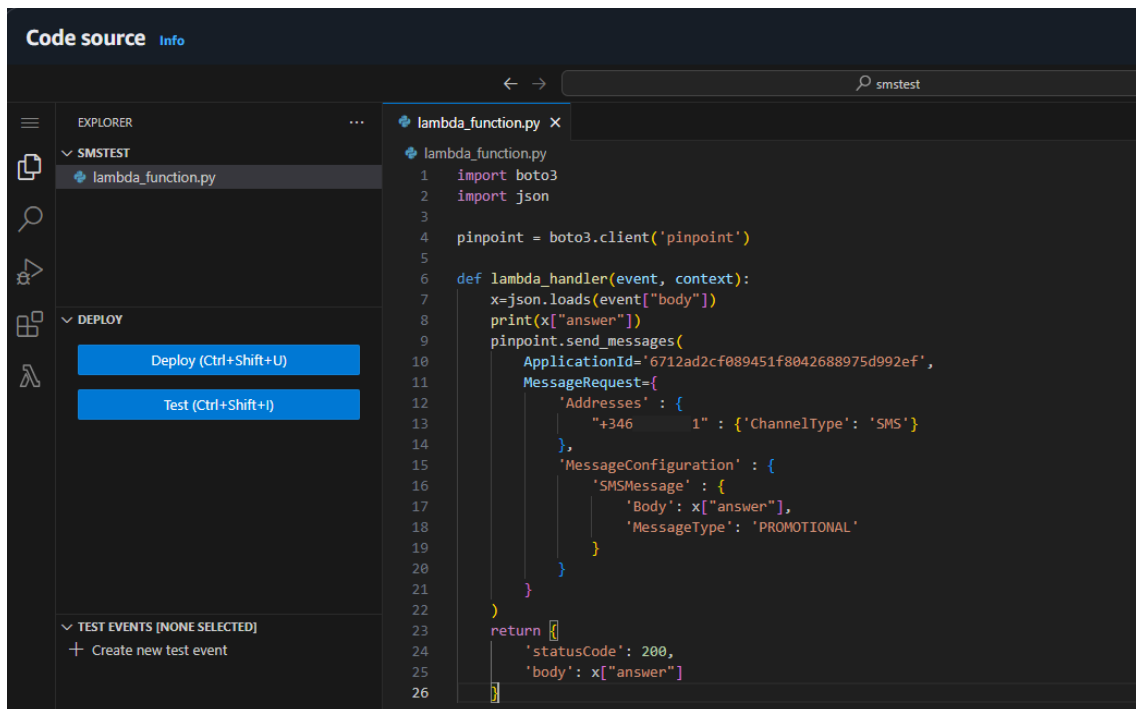 Code source Info
smstest
EXPLORER ...
SMSTEST
lambda_function.py
DEPLOY
Deploy (Ctrl+Shift+U)
Test (Ctrl+Shift+I)
TEST EVENTS [NONE SELECTED]
+ Create new test event
lambda_function.py
lambda_function.py
1 import boto3
2 import json
3
4 pinpoint = boto3.client('pinpoint')
5
6 def lambda_handler(event, context):
7 x=json.loads(event["body"])
8 print(x["answer"])
9 pinpoint.send_messages(
10 ApplicationId='6712ad2cf089451f8042688975d992ef',
11 MessageRequest={
12 'Addresses' : {
13 "+346 1" : {'ChannelType': 'SMS'}
14 },
15 'MessageConfiguration' : {
16 'SMSMessage' : {
17 'Body': x["answer"],
18 'MessageType': 'PROMOTIONAL'
19 }
20 }
21 }
22 )
23 return {
24 'statusCode': 200,
25 'body': x["answer"]
26 }